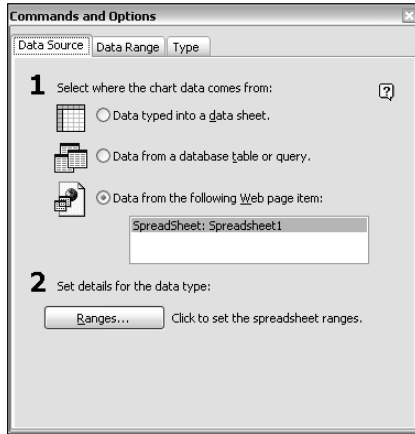 Commands and Options
Data Source Data Range Type
1 Select where the chart data comes from:
Data typed into a data sheet.
Data from a database table or query.
Data from the following Web page item:
SpreadSheet: Spreadsheet1
2 Set details for the data type:
Ranges... Click to set the spreadsheet ranges.